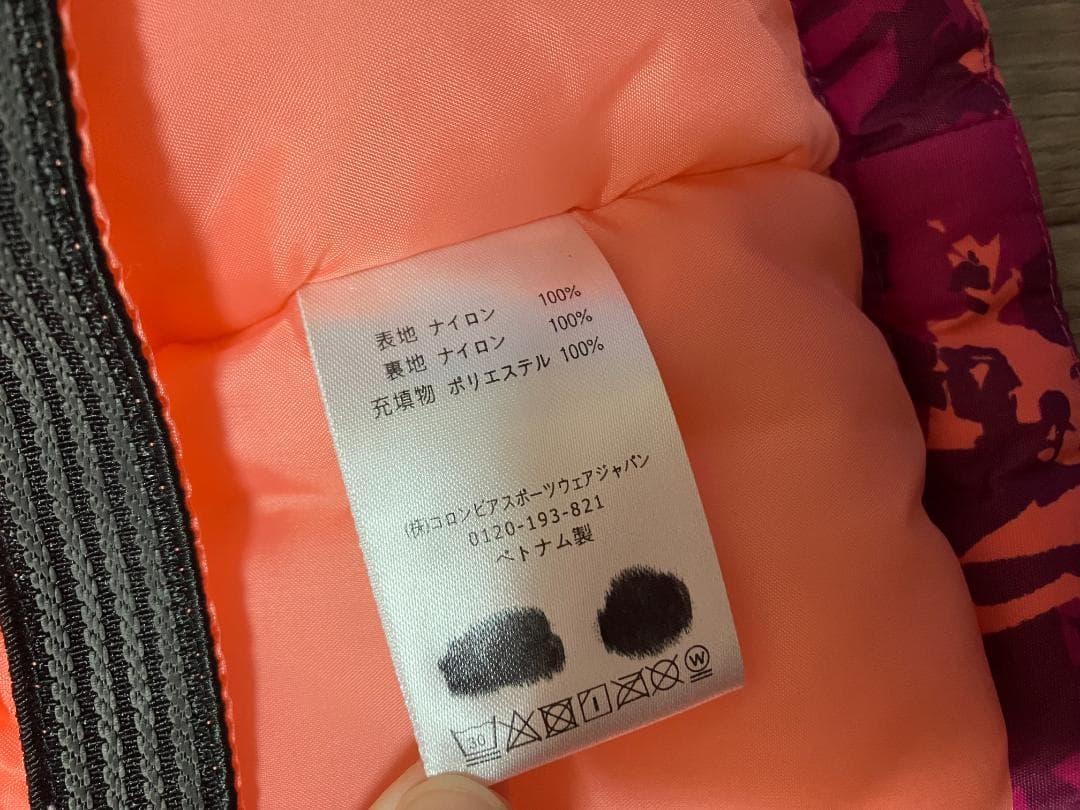 表地 ナイロン 100%
裏地 ナイロン 100%
充填物 ポリエステル 100%
(株)コロンビアスポーツウェアジャパン
0120-193-821
ベトナム製
30
W